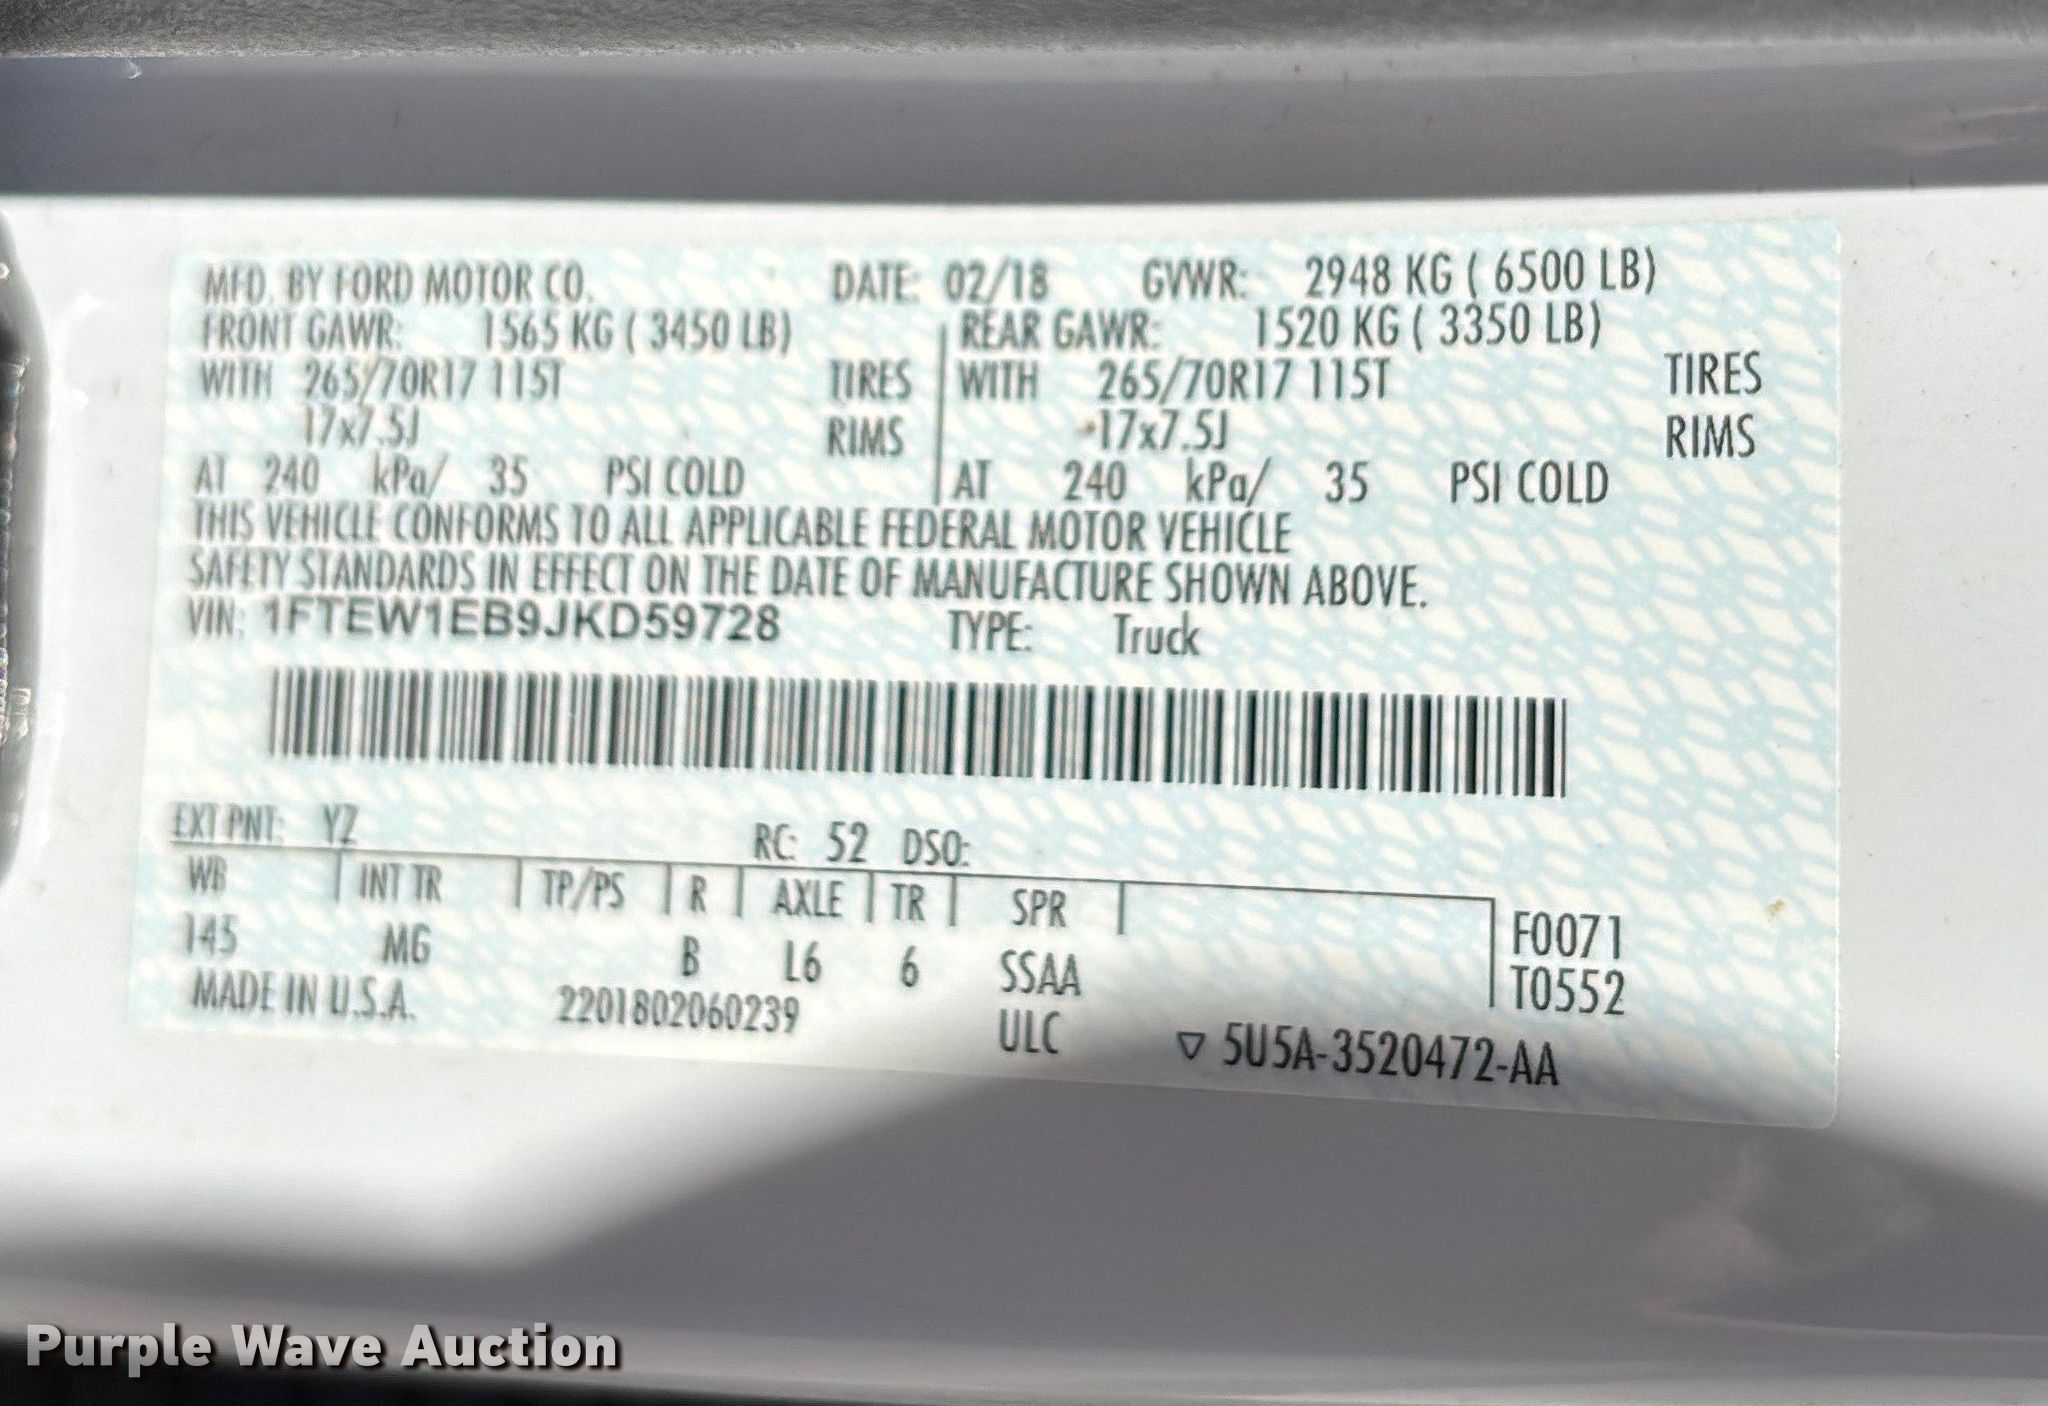 MFD. BY FORD MOTOR CO. DATE: 02/18 GVWR: 2948 KG ( 6500 LB)
FRONT GAWR: 1565 KG ( 3450 LB) REAR GAWR: 1520 KG ( 3350 LB)
WITH 265/70R17 115T TIRES WITH 265/70R17 115T TIRES
17x7.5J RIMS 17x7.5J RIMS
AT 240 kPa/ 35 PSI COLD AT 240 kPa/ 35 PSI COLD
THIS VEHICLE CONFORMS TO ALL APPLICABLE FEDERAL MOTOR VEHICLE
SAFETY STANDARDS IN EFFECT ON THE DATE OF MANUFACTURE SHOWN ABOVE.
VIN: 1FTEW1EB9JKD59728 TYPE: Truck
EXT PNT: YZ RC: 52 DSO:
WB INT TR TP/PS R AXLE TR SPR F0071
145 MG B L6 6 SSAA T0552
MADE IN U.S.A. 2201802060239 ULC ▽ 5U5A-3520472-AA
Purple Wave Auction